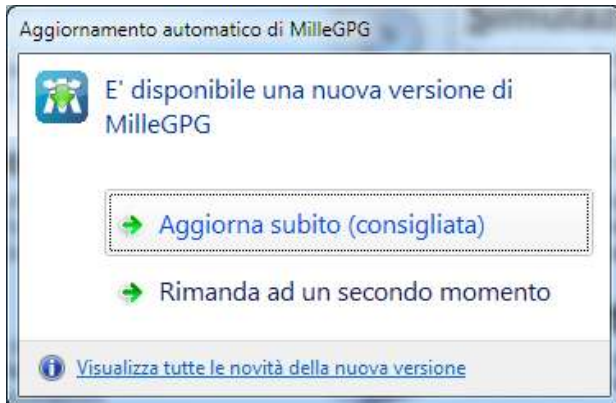 Aggiornamento automatico di MilleGPG
E' disponibile una nuova versione di
MilleGPG
Aggiorna subito (consigliata)
Rimanda ad un secondo momento
Visualizza tutte le novità della nuova versione